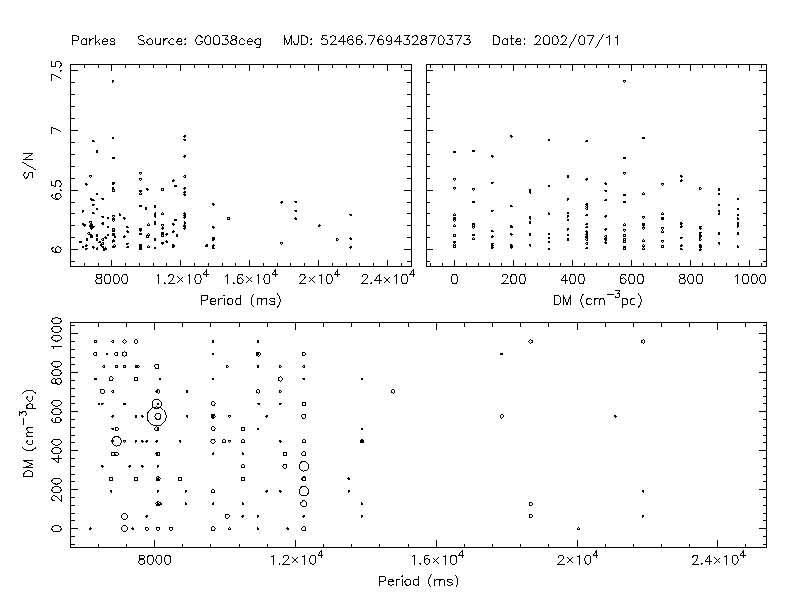 Parkes Source: G0038ceg MJD: 52466.769432870373 Date: 2002/07/11
7.5
7
6.5
6
S/N
8000 1.2×10⁴ 1.6×10⁴ 2×10⁴ 2.4×10⁴
Period (ms)
0 200 400 600 800 1000
DM (cm⁻³pc)
1000
800
600
400
200
0
DM (cm⁻³pc)
8000 1.2×10⁴ 1.6×10⁴ 2×10⁴ 2.4×10⁴
Period (ms)